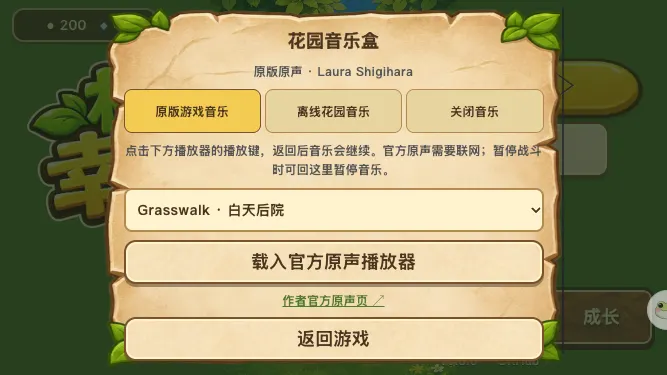 200
花园音乐盒
原版原声 · Laura Shigihara
原版游戏音乐
离线花园音乐
关闭音乐
点击下方播放器的播放键，返回后音乐会继续。官方原声需要联网；暂停战斗
时可回这里暂停音乐。
Grasswalk · 白天后院
载入官方原声播放器
作者官方原声页 ↗
成长
返回游戏